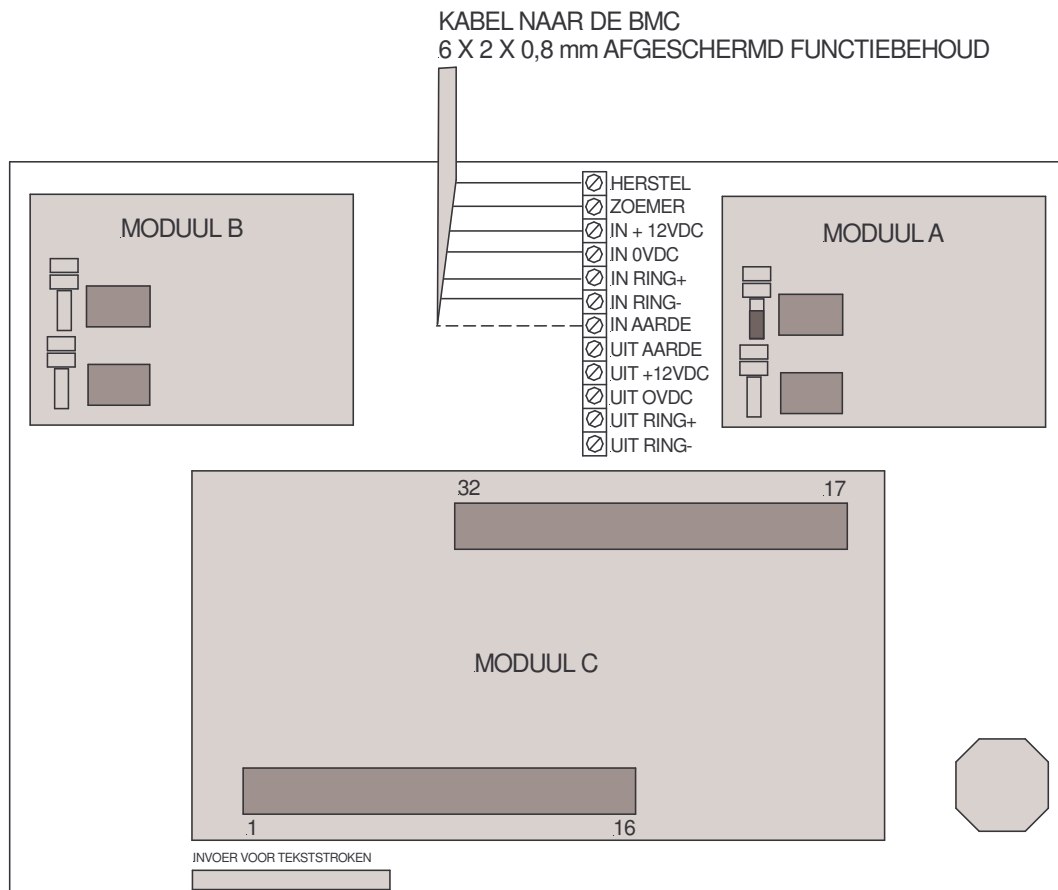 KABEL NAAR DE BMC
6 X 2 X 0,8 mm AFGESCHERMD FUNCTIEBEHOUD
MODUUL B
HERSTEL
ZOEMER
IN + 12VDC
IN 0VDC
IN RING+
IN RING-
IN AARDE
UIT AARDE
UIT +12VDC
UIT OVDC
UIT RING+
UIT RING-
MODUUL A
32
17
MODUUL C
1
16
INVOER VOOR TEKSTSTROKEN